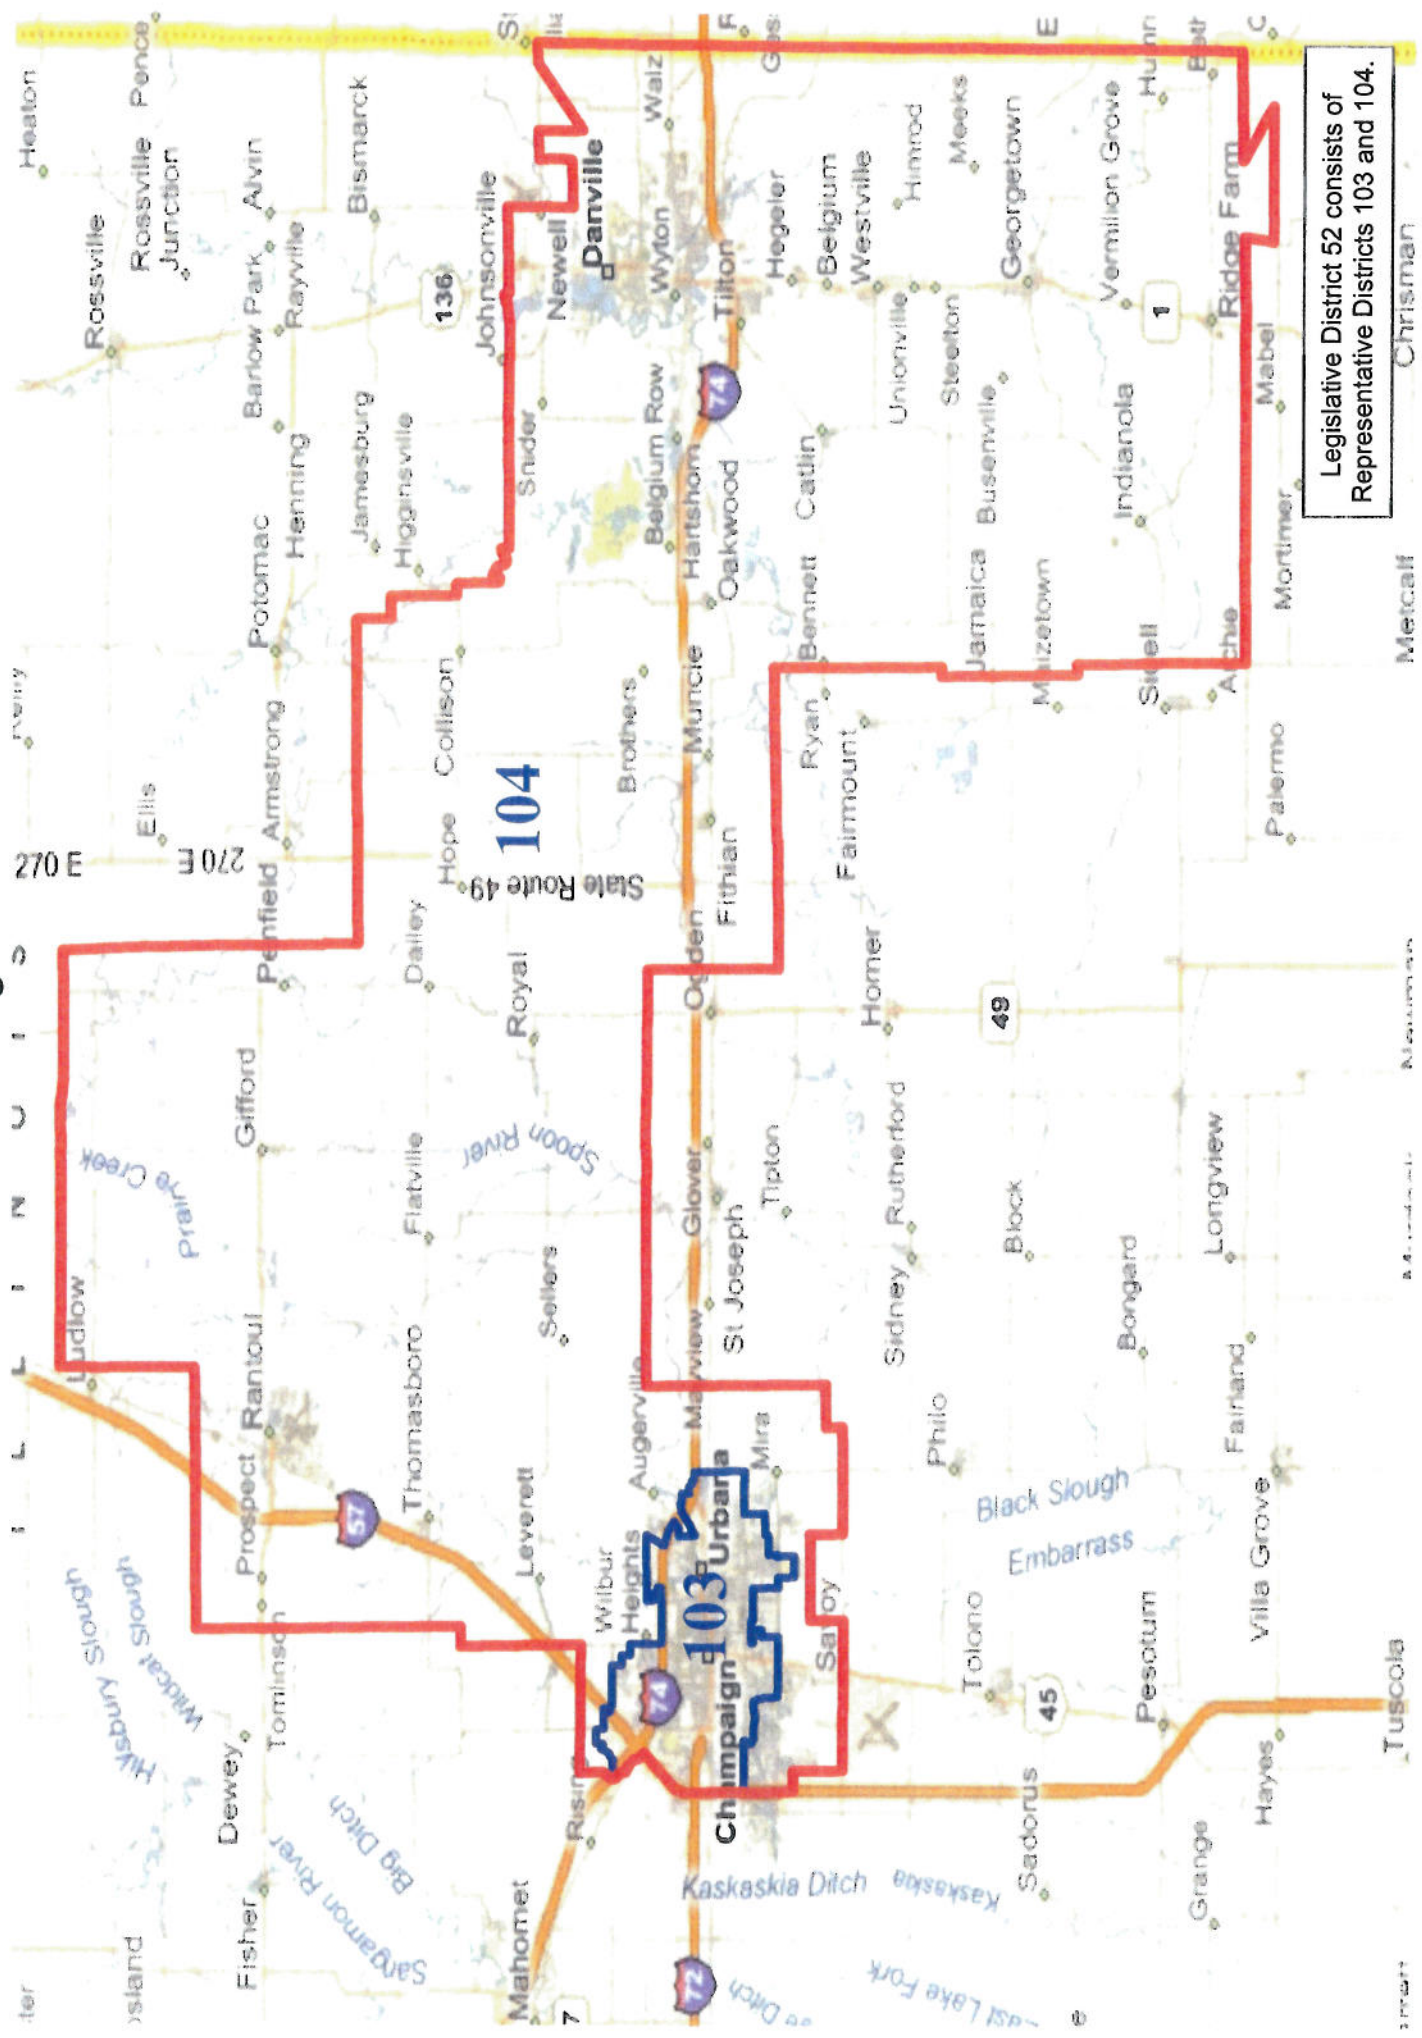 Heaton
Rossville
Rossville
Junction
Pence
Alvin
Barlow Park
Rayville
Bismarck
Henning
Potomac
Jamesburg
Higginsville
136
Johnsonville
Newell
Danville
Snider
Walz
Wyton
Tilton
Belgium Row
74
Hegeler
Belgium
Westville
Himrod
Meeks
Georgetown
Vermilion Grove
Unionville
Steelton
Busenville
Indianola
1
Ridge Farm
Mabel
Mortimer
Chrisman
Metcalf
Catlin
Oakwood
Hartshorn
Bennett
Jamaica
Maizetown
Sidell
Archie
Palermo
Ellis
270 E
270 E
Armstrong
Penfield
Collison
Hope
104
State Route 49
Brothers
Muncie
Fithian
Ogden
Ryan
Fairmount
Homer
49
Dailey
Royal
Gifford
Flatville
Prairie Creek
Spoon River
Ludlow
Rantoul
Prospect
Thomasboro
57
Sellers
Leverett
Augerville
Wilbur
Heights
Mayview
Glover
St Joseph
Tipton
Mira
Urbana
103
Champaign
74
Savoy
Sidney
Rutherford
Block
Bongard
Longview
Fairland
Philo
Villa Grove
Black Slough
Embarrass
Tolono
45
Pesotum
Tuscola
Hayes
Sadorus
Grange
Kaskaskia Ditch
Kaskaskia
72
Mahomet
Rising
Fisher
Dewey
Tominson
Hiksbury Slough
Wildcat Slough
Big Ditch
Sangamon River
Legislative District 52 consists of
Representative Districts 103 and 104.